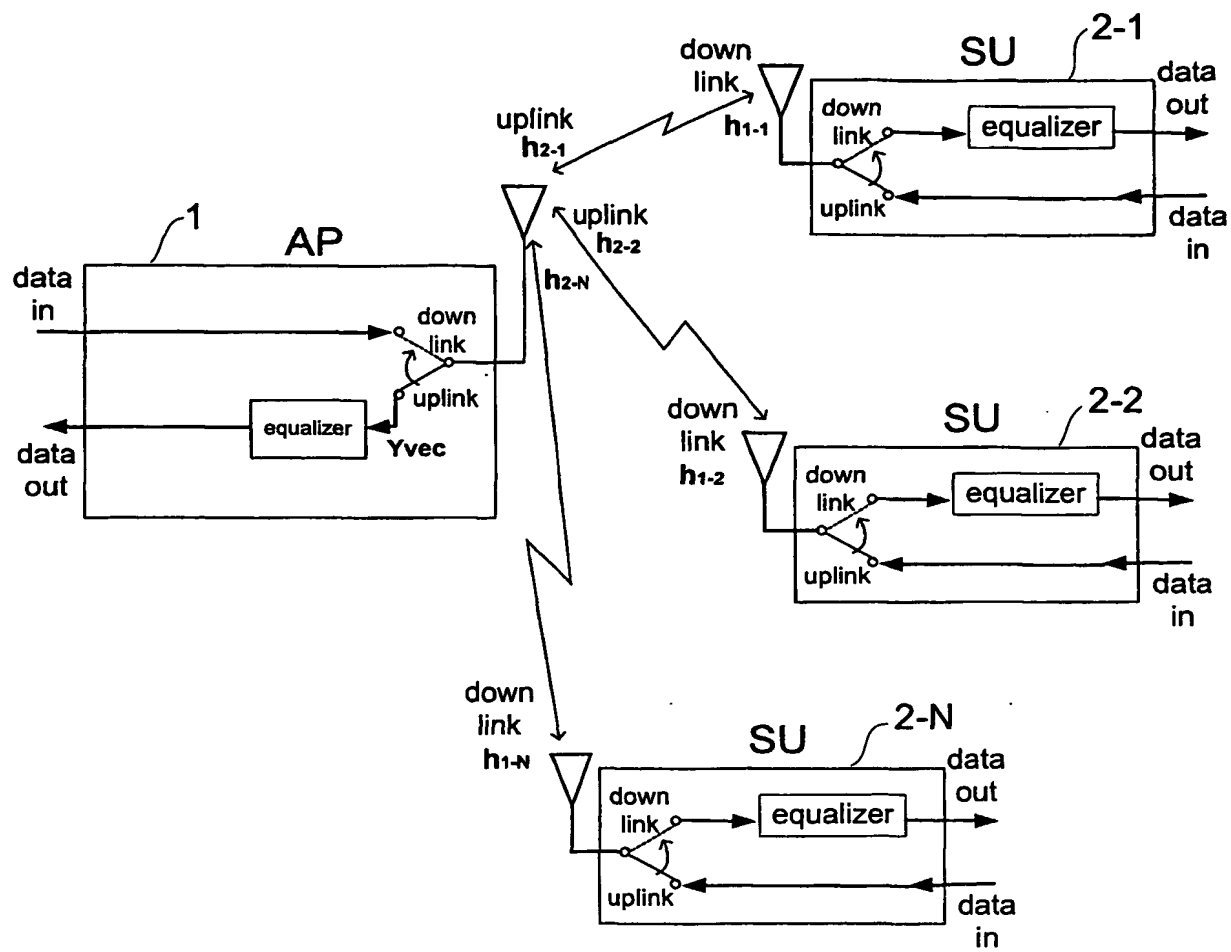 2-1
SU
down
link
h1-1
data
out
down
link
equalizer
uplink
data
in
uplink
h2-1
uplink
h2-2
h2-N
1
AP
data
in
down
link
uplink
equalizer
Yvec
data
out
2-2
SU
down
link
h1-2
data
out
down
link
equalizer
uplink
data
in
2-N
SU
down
link
h1-N
data
out
down
link
equalizer
uplink
data
in